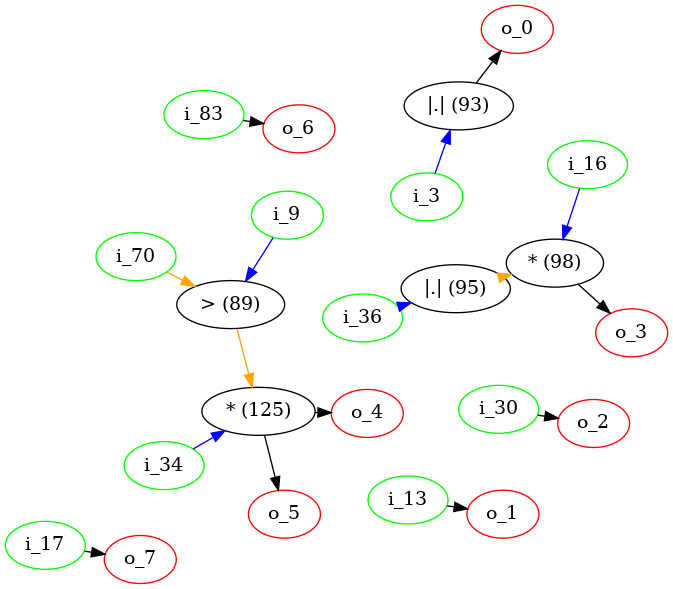 o_0
|.| (93)
i_83
o_6
i_16
i_3
i_9
i_70
* (98)
|.| (95)
> (89)
i_36
o_3
i_30
* (125)
o_4
o_2
i_34
i_13
o_5
o_1
i_17
o_7